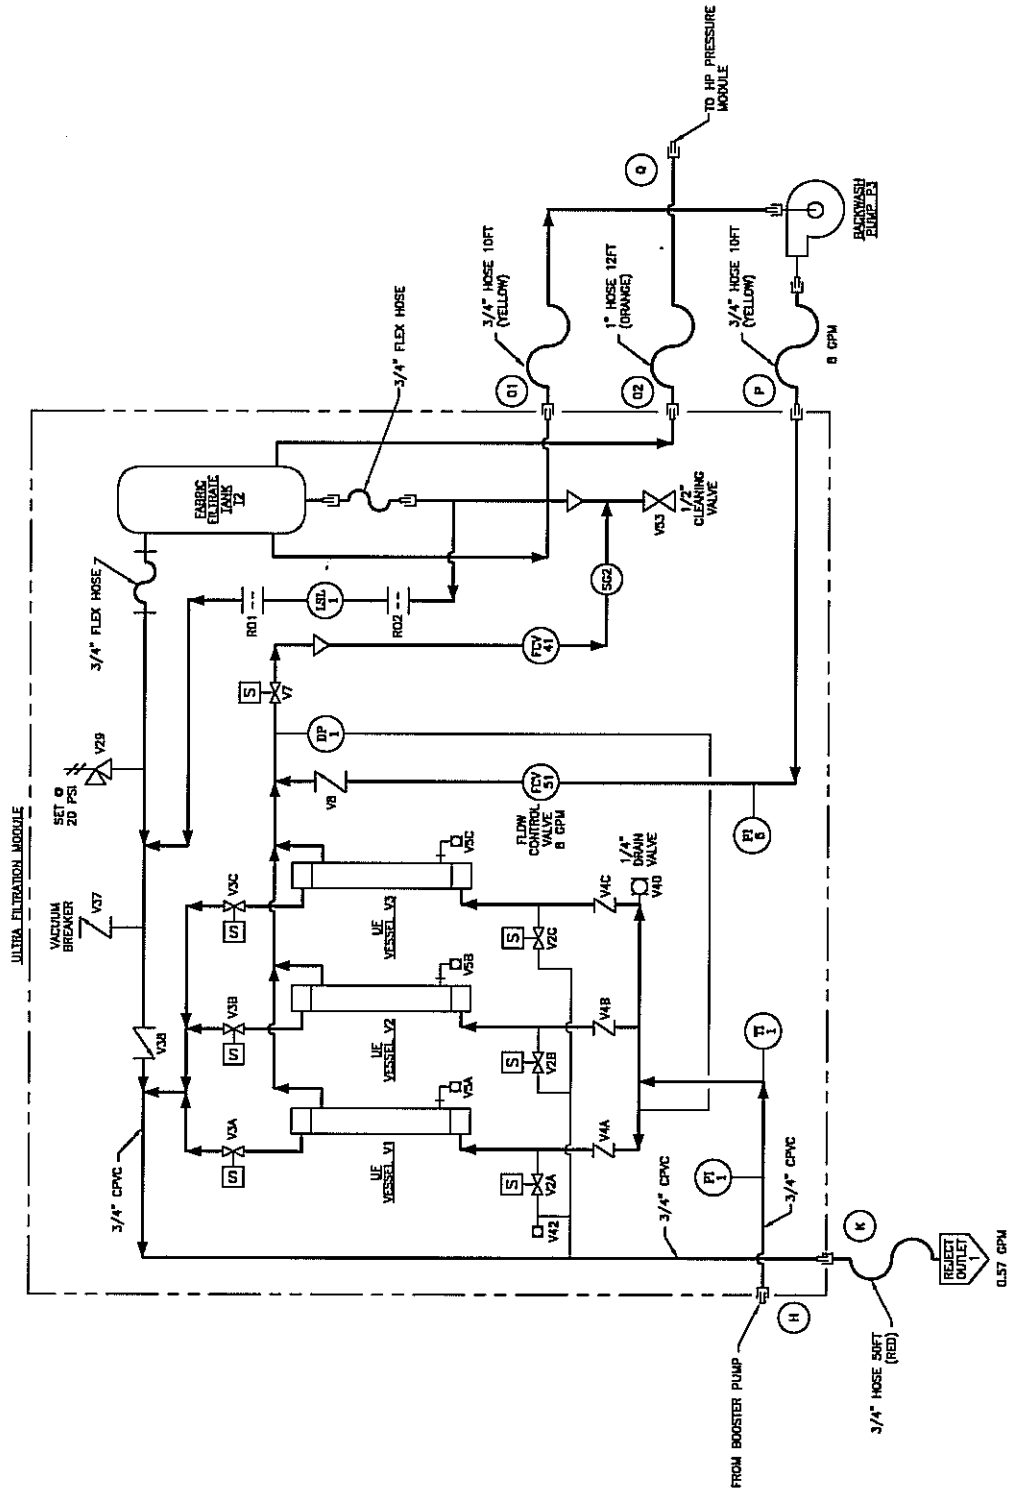 ULTRA FILTRATION MODULE
SET @
20 PSI
V29
VACUUM
BREAKER
V37
3/4" FLEX HOSE
FABRIC
FILTRATE
TANK
T2
3/4" FLEX HOSE
V38
3/4" CPVC
RO1
LSL
1
RO2
S
V3A
S
V3B
S
V3C
S
V7
DP
1
FCV
41
SG2
V53
1/2"
CLEANING
VALVE
V8
FCV
51
FLOW
CONTROL
VALVE
8 GPM
UF
VESSEL V1
UF
VESSEL V2
UF
VESSEL V3
V5A
V5B
V5C
S
V2A
V42
S
V2B
S
V2C
V4A
V4B
V4C
1/4"
DRAIN
VALVE
V40
3/4" CPVC
PI
1
TI
1
3/4" CPVC
O1
3/4" HOSE 10FT
(YELLOW)
O2
1" HOSE 12FT
(ORANGE)
Q
TO HP PRESSURE
MODULE
P
3/4" HOSE 10FT
(YELLOW)
8 GPM
BACKWASH
PUMP P3
FROM BOOSTER PUMP
H
K
3/4" HOSE 50FT
(RED)
REJECT
OUTLET
1
0.57 GPM